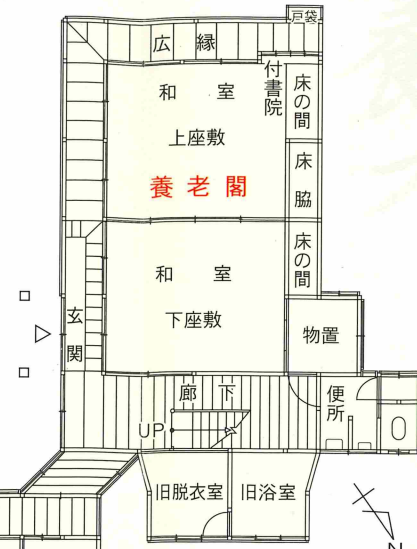 戸袋
広縁
付書院
床の間
和室
上座敷
床脇
養老閣
床の間
和室
下座敷
玄関
物置
廊下
便所
UP
旧脱衣室
旧浴室
N